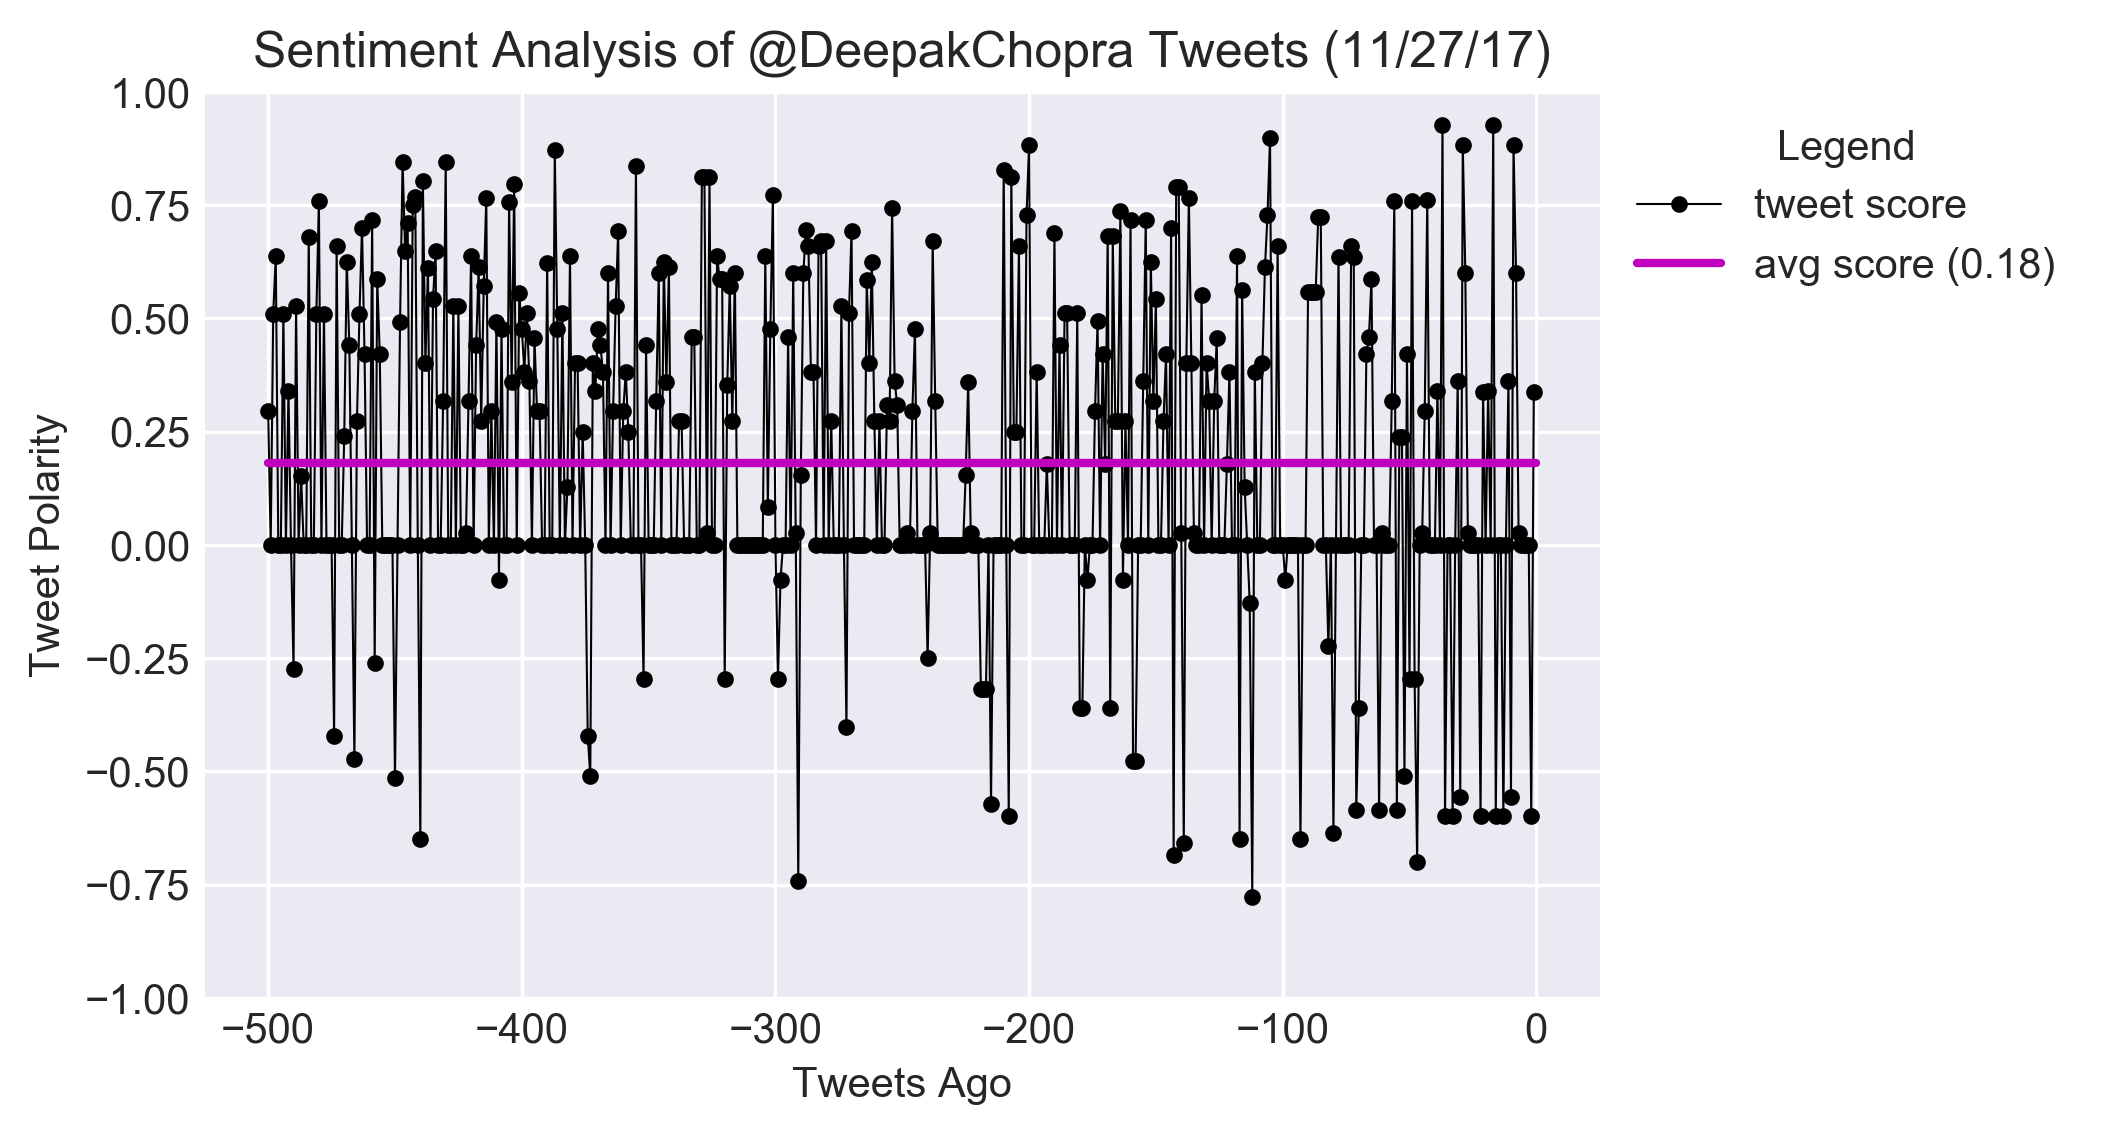 Sentiment Analysis of @DeepakChopra Tweets (11/27/17)
1.00
0.75
0.50
0.25
0.00
−0.25
−0.50
−0.75
−1.00
Tweet Polarity
−500 −400 −300 −200 −100 0
Tweets Ago
Legend
tweet score
avg score (0.18)